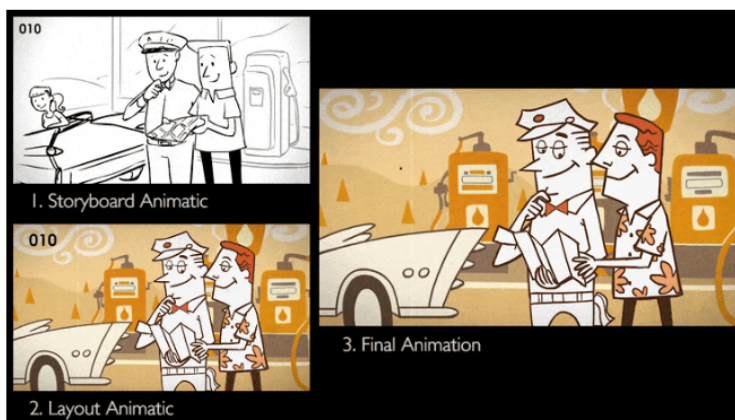 010
1. Storyboard Animatic
010
2. Layout Animatic
3. Final Animation